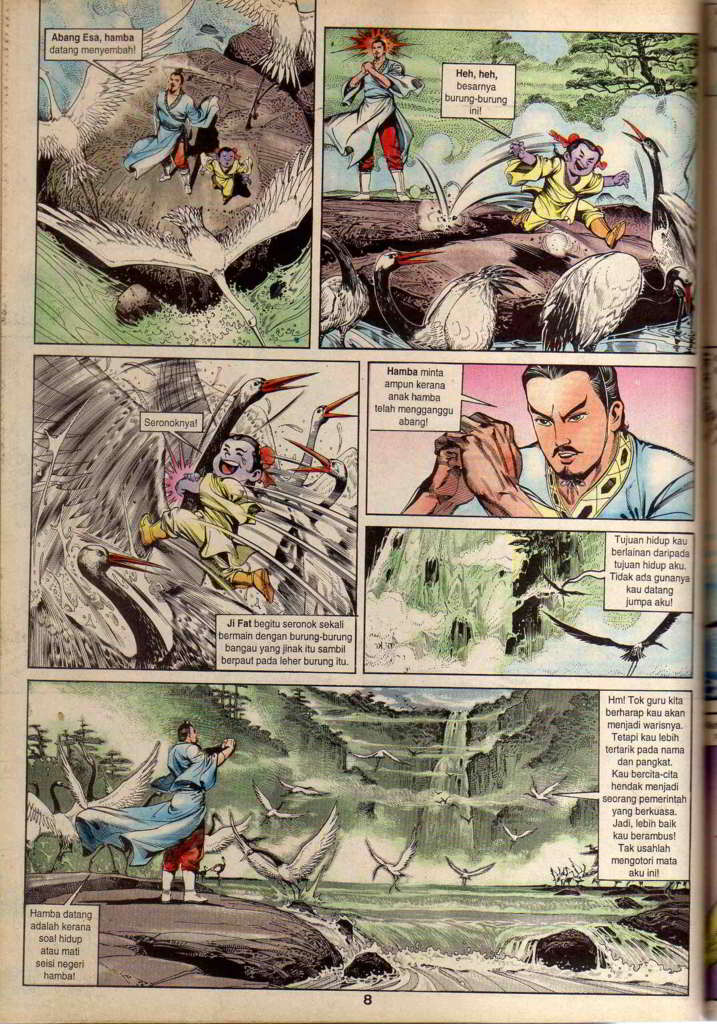 Abang Esa, hamba
datang menyembah!
Heh, heh,
besarnya
burung-burung
ini!
Seronoknya!
Ji Fat begitu seronok sekali
bermain dengan burung-burung
bangau yang jinak itu sambil
berpaut pada leher burung itu.
Hamba minta
ampun kerana
anak hamba
telah mengganggu
abang!
Tujuan hidup kau
berlainan daripada
tujuan hidup aku.
Tidak ada gunanya
kau datang
jumpa aku!
Hm! Tok guru kita
berharap kau akan
menjadi warisnya.
Tetapi kau lebih
tertarik pada nama
dan pangkat.
Kau bercita-cita
hendak menjadi
seorang pemerintah
yang berkuasa.
Jadi, lebih baik
kau berambus!
Tak usahlah
mengotori mata
aku ini!
Hamba datang
adalah kerana
soal hidup
atau mati
seisi negeri
hamba!
8